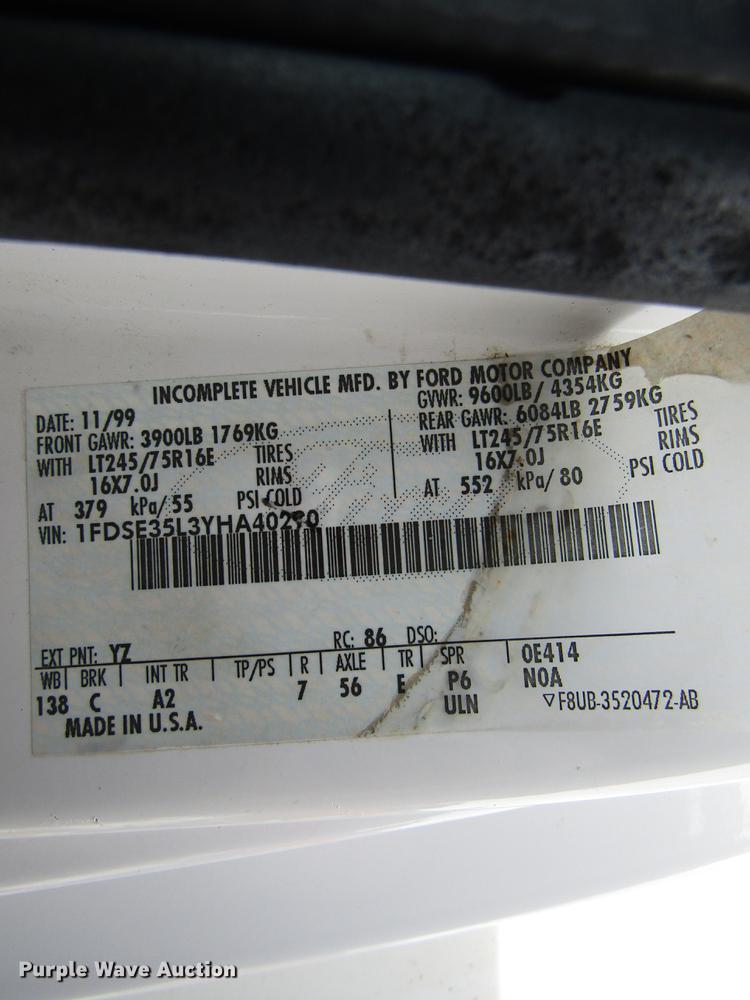 INCOMPLETE VEHICLE MFD. BY FORD MOTOR COMPANY
DATE: 11/99
GVWR: 9600LB/ 4354KG
FRONT GAWR: 3900LB 1769KG
REAR GAWR: 6084LB 2759KG
WITH LT245/75R16E TIRES
WITH LT245/75R16E TIRES
16X7.0J RIMS
16X7.0J RIMS
AT 379 kPa/ 55 PSI COLD
AT 552 kPa/ 80 PSI COLD
VIN: 1FDSE35L3YHA40290
EXT PNT: YZ RC: 86 DSO:
WB BRK INT TR TP/PS R AXLE TR SPR 0E414
138 C A2 7 56 E P6 NOA
ULN ▽F8UB-3520472-AB
MADE IN U.S.A.
Purple Wave Auction